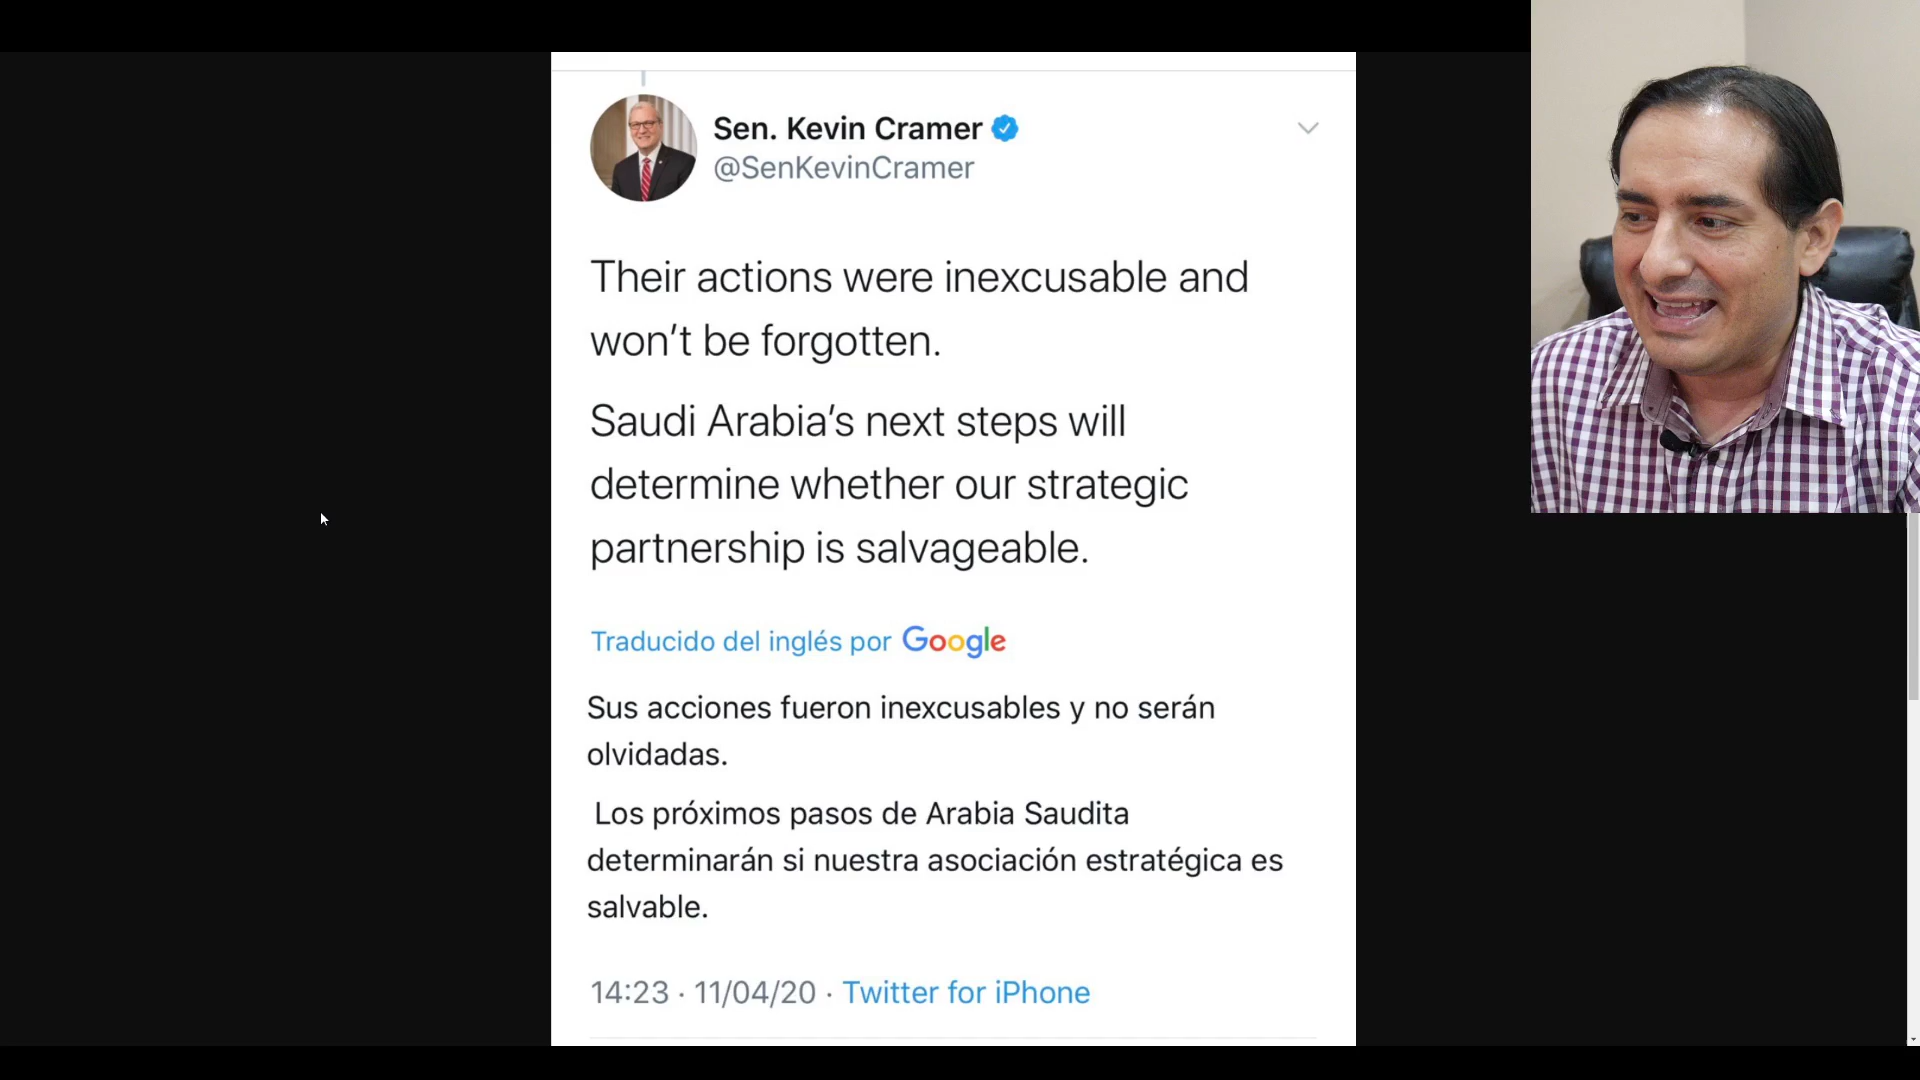 Sen. Kevin Cramer
@SenKevinCramer
Their actions were inexcusable and
won’t be forgotten.
Saudi Arabia’s next steps will
determine whether our strategic
partnership is salvageable.
Traducido del inglés por Google
Sus acciones fueron inexcusables y no serán
olvidadas.
Los próximos pasos de Arabia Saudita
determinarán si nuestra asociación estratégica es
salvable.
14:23 · 11/04/20 · Twitter for iPhone